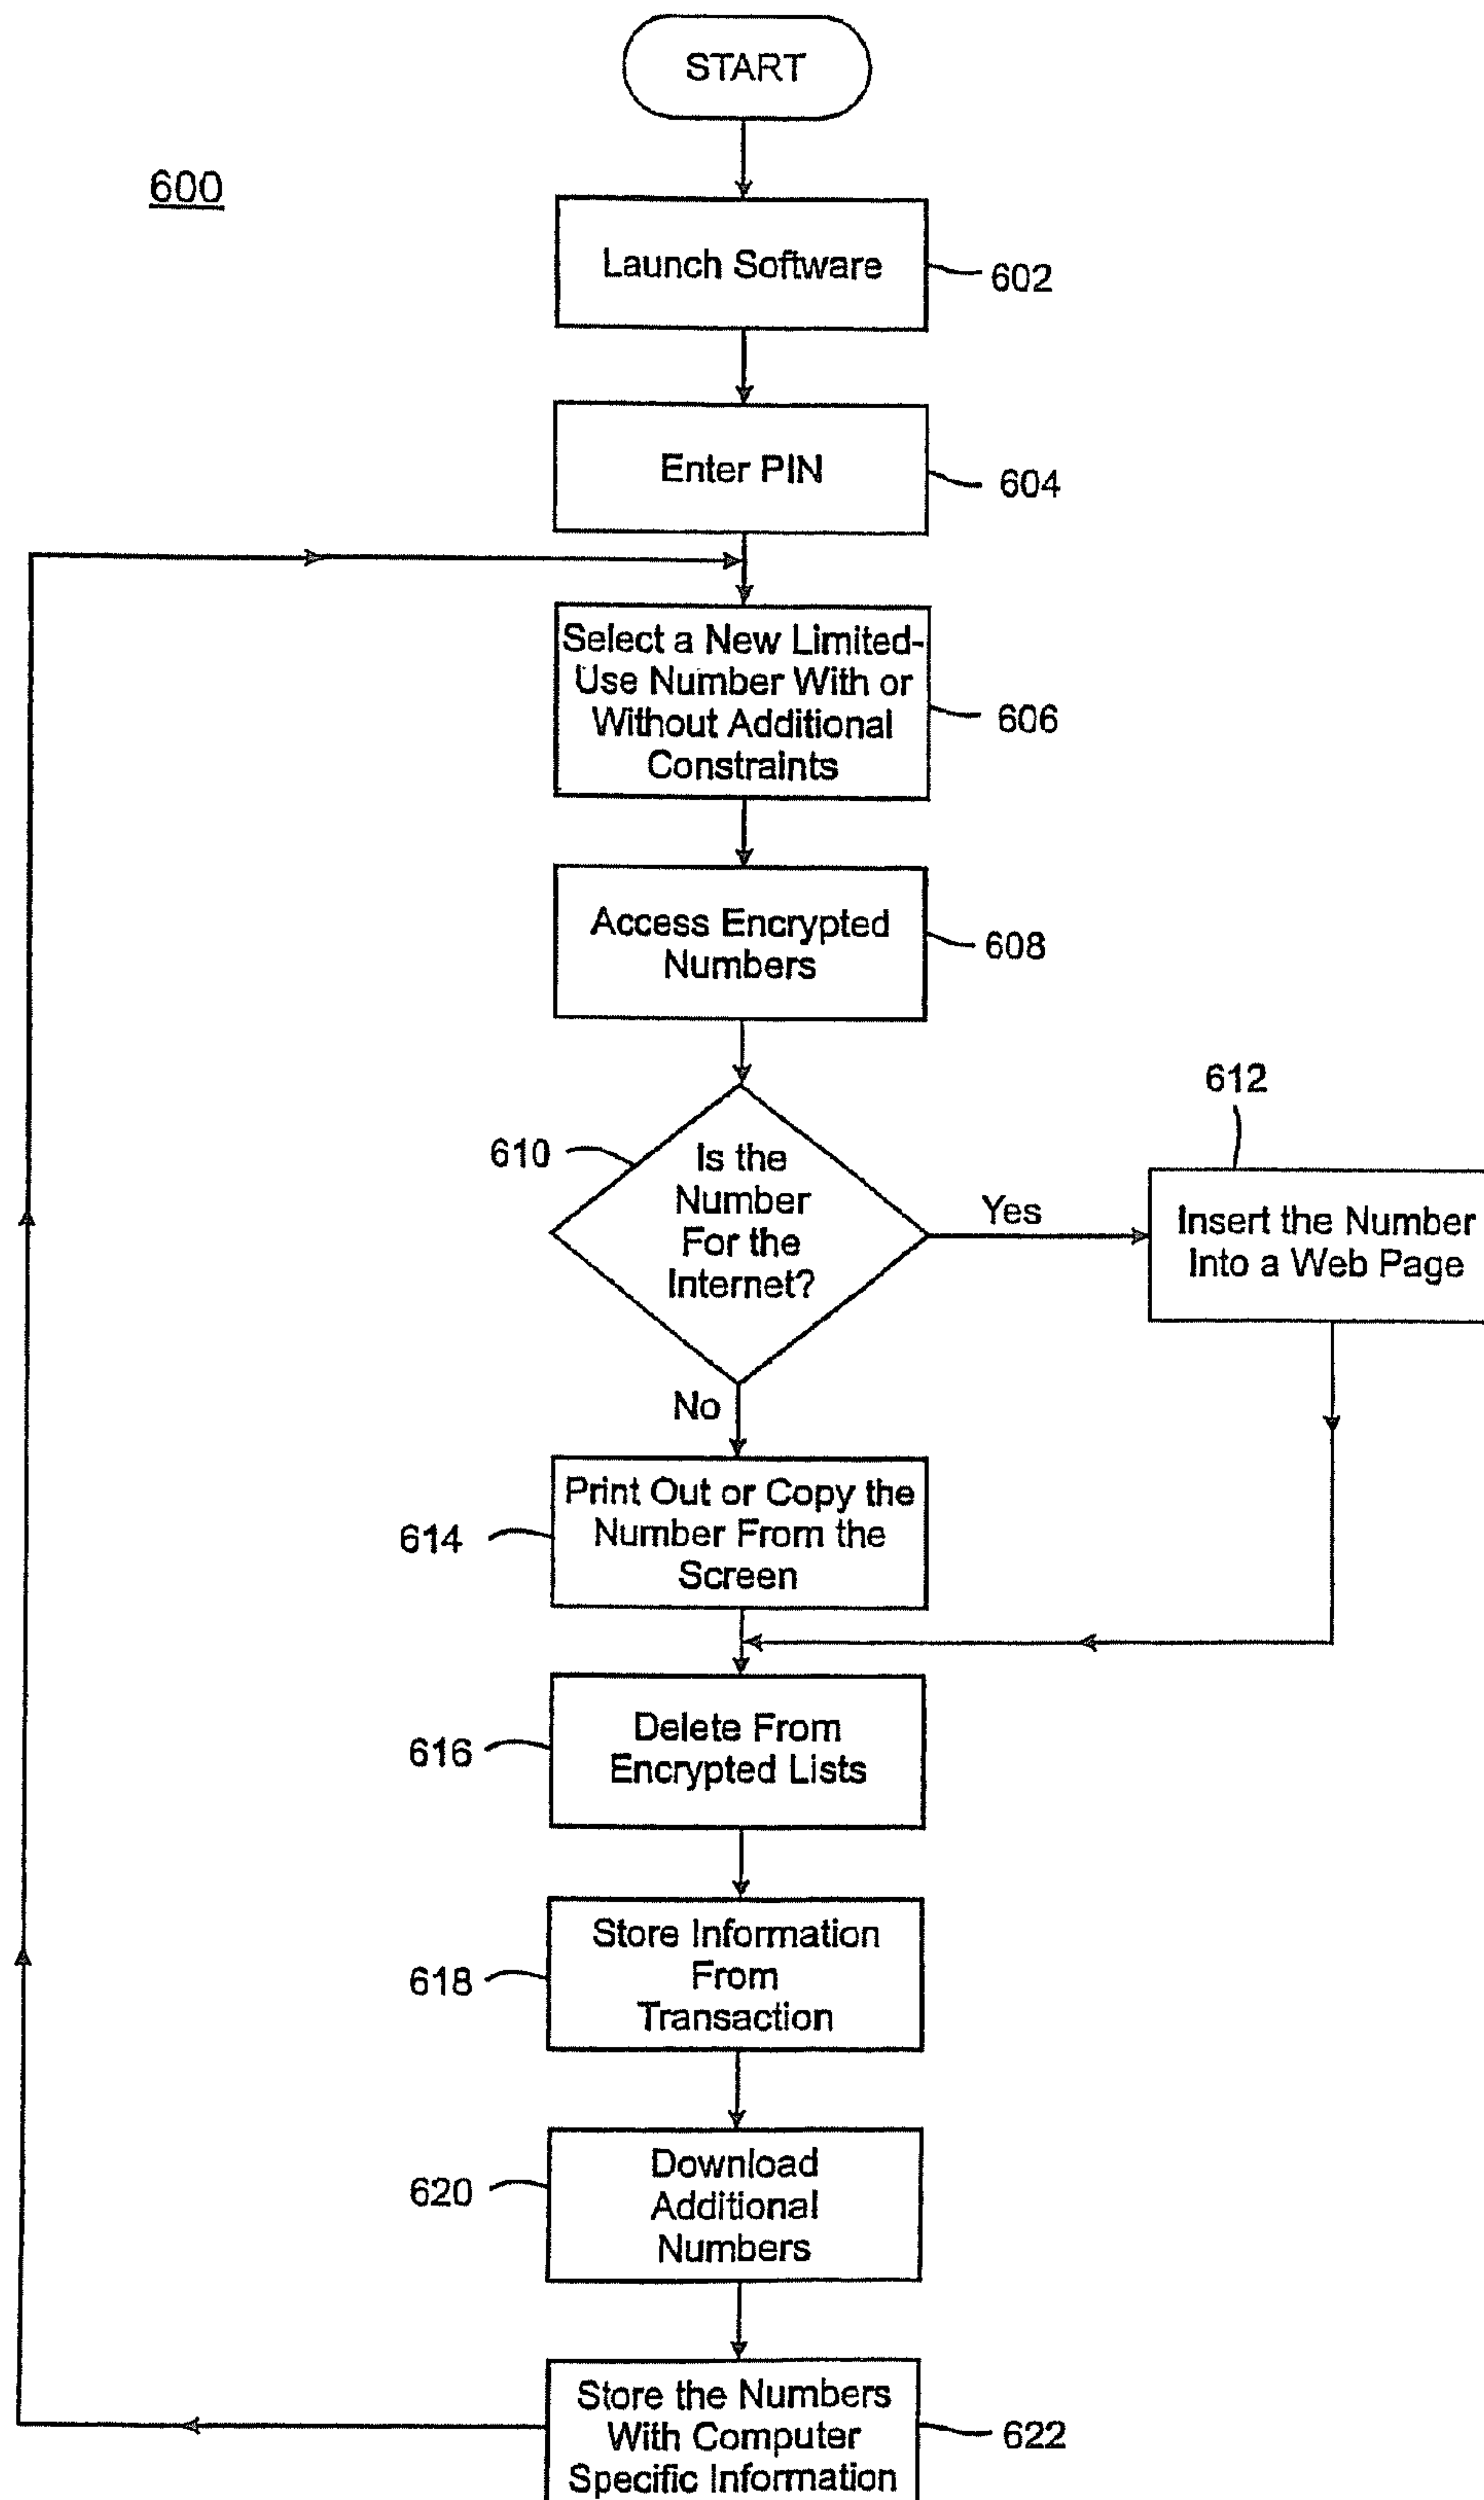 START
600
Launch Software
602
Enter PIN
604
Select a New Limited-
Use Number With or
Without Additional
Constraints
606
Access Encrypted
Numbers
608
612
610
Is the
Number
For the
Internet?
Yes
Insert the Number
Into a Web Page
No
Print Out or Copy the
Number From the
Screen
614
Delete From
Encrypted Lists
616
Store Information
From
Transaction
618
Download
Additional
Numbers
620
Store the Numbers
With Computer
Specific Information
622